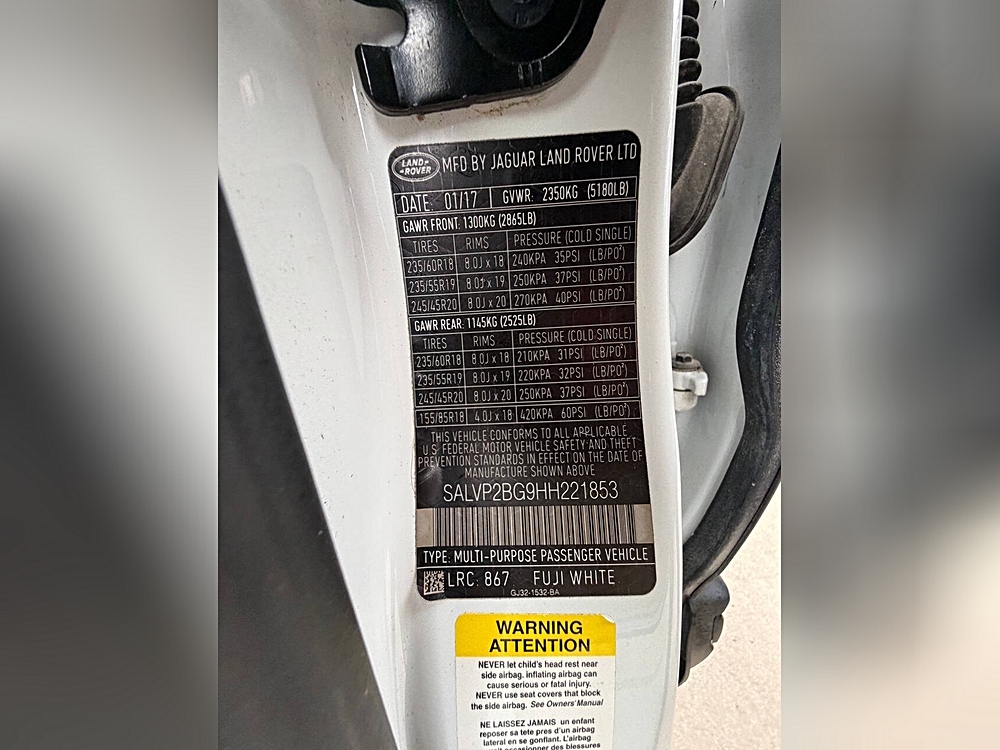 LAND-
-ROVER
MFD BY JAGUAR LAND ROVER LTD
DATE: 01/17 GVWR: 2350KG (5180LB)
GAWR FRONT: 1300KG (2865LB)
TIRES RIMS PRESSURE (COLD SINGLE)
235/60R18 8.0J x 18 240KPA 35PSI (LB/PO²)
235/55R19 8.0J x 19 250KPA 37PSI (LB/PO²)
245/45R20 8.0J x 20 270KPA 40PSI (LB/PO²)
GAWR REAR: 1145KG (2525LB)
TIRES RIMS PRESSURE (COLD SINGLE)
235/60R18 8.0J x 18 210KPA 31PSI (LB/PO²)
235/55R19 8.0J x 19 220KPA 32PSI (LB/PO²)
245/45R20 8.0J x 20 250KPA 37PSI (LB/PO²)
155/85R18 4.0J x 18 420KPA 60PSI (LB/PO²)
THIS VEHICLE CONFORMS TO ALL APPLICABLE
U.S. FEDERAL MOTOR VEHICLE SAFETY AND THEFT
PREVENTION STANDARDS IN EFFECT ON THE DATE OF
MANUFACTURE SHOWN ABOVE
SALVP2BG9HH221853
TYPE: MULTI-PURPOSE PASSENGER VEHICLE
LRC: 867 FUJI WHITE
GJ32-1532-BA
WARNING
ATTENTION
NEVER let child's head rest near
side airbag. inflating airbag can
cause serious or fatal injury.
NEVER use seat covers that block
the side airbag. See Owners' Manual
NE LAISSEZ JAMAIS un enfant
reposer sa tete pres d'un airbag
lateral en se gonflant. L'airbag
occasionner des blessures